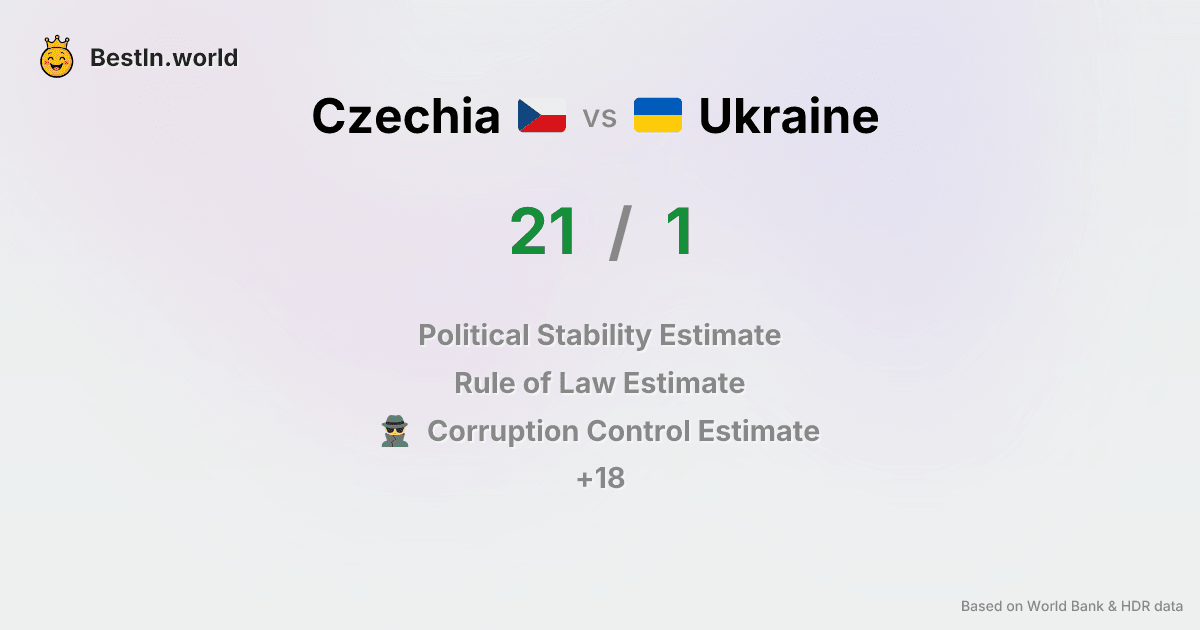 BestIn.world
Czechia vs Ukraine
21 / 1
Political Stability Estimate
Rule of Law Estimate
Corruption Control Estimate
+18
Based on World Bank & HDR data